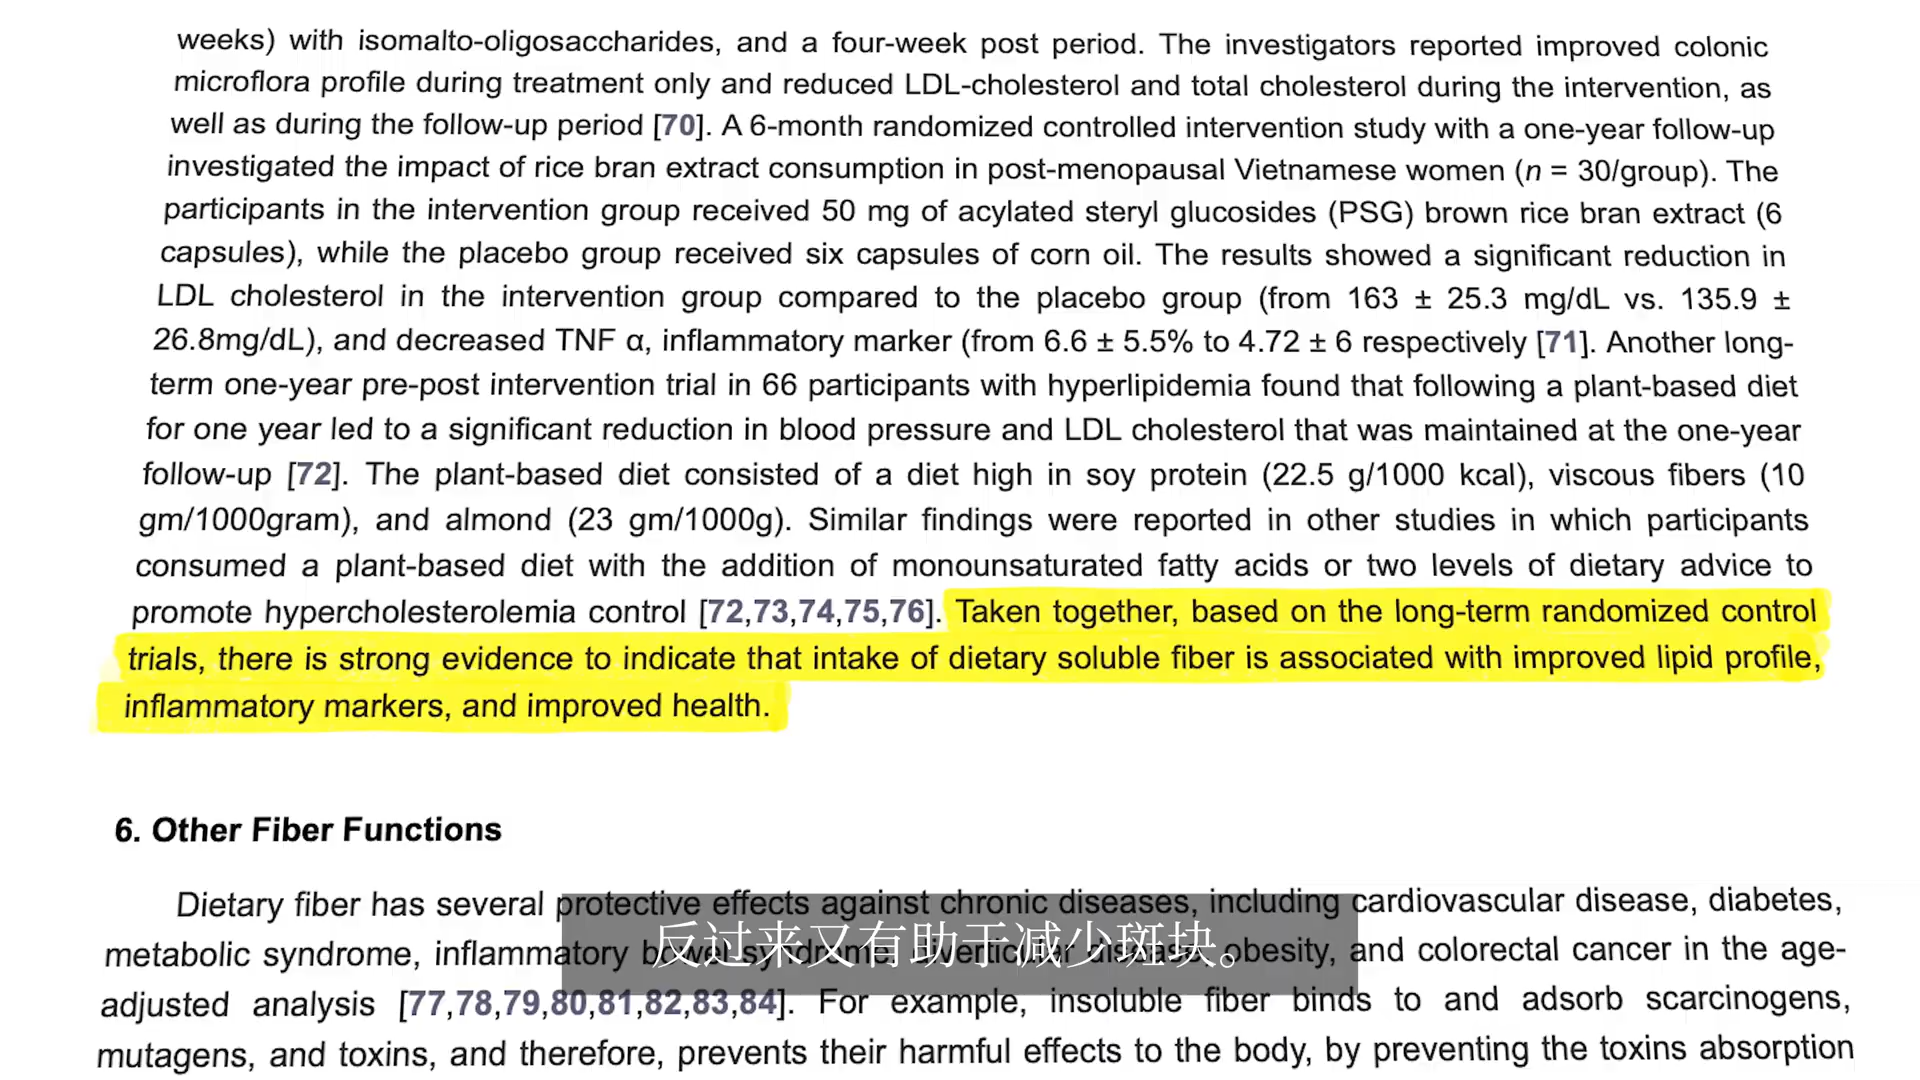 weeks) with isomalto-oligosaccharides, and a four-week post period. The investigators reported improved colonic
microflora profile during treatment only and reduced LDL-cholesterol and total cholesterol during the intervention, as
well as during the follow-up period [70]. A 6-month randomized controlled intervention study with a one-year follow-up
investigated the impact of rice bran extract consumption in post-menopausal Vietnamese women (n = 30/group). The
participants in the intervention group received 50 mg of acylated steryl glucosides (PSG) brown rice bran extract (6
capsules), while the placebo group received six capsules of corn oil. The results showed a significant reduction in
LDL cholesterol in the intervention group compared to the placebo group (from 163 ± 25.3 mg/dL vs. 135.9 ±
26.8mg/dL), and decreased TNF α, inflammatory marker (from 6.6 ± 5.5% to 4.72 ± 6 respectively [71]. Another long-
term one-year pre-post intervention trial in 66 participants with hyperlipidemia found that following a plant-based diet
for one year led to a significant reduction in blood pressure and LDL cholesterol that was maintained at the one-year
follow-up [72]. The plant-based diet consisted of a diet high in soy protein (22.5 g/1000 kcal), viscous fibers (10
gm/1000gram), and almond (23 gm/1000g). Similar findings were reported in other studies in which participants
consumed a plant-based diet with the addition of monounsaturated fatty acids or two levels of dietary advice to
promote hypercholesterolemia control [72,73,74,75,76]. Taken together, based on the long-term randomized control
trials, there is strong evidence to indicate that intake of dietary soluble fiber is associated with improved lipid profile,
inflammatory markers, and improved health.
6. Other Fiber Functions
Dietary fiber has several protective effects against chronic diseases, including cardiovascular disease, diabetes,
metabolic syndrome, inflammatory bowel syndrome, diverticular disease, obesity, and colorectal cancer in the age-
反过来又有助于减少斑块。
adjusted analysis [77,78,79,80,81,82,83,84]. For example, insoluble fiber binds to and adsorb scarcinogens,
mutagens, and toxins, and therefore, prevents their harmful effects to the body, by preventing the toxins absorption